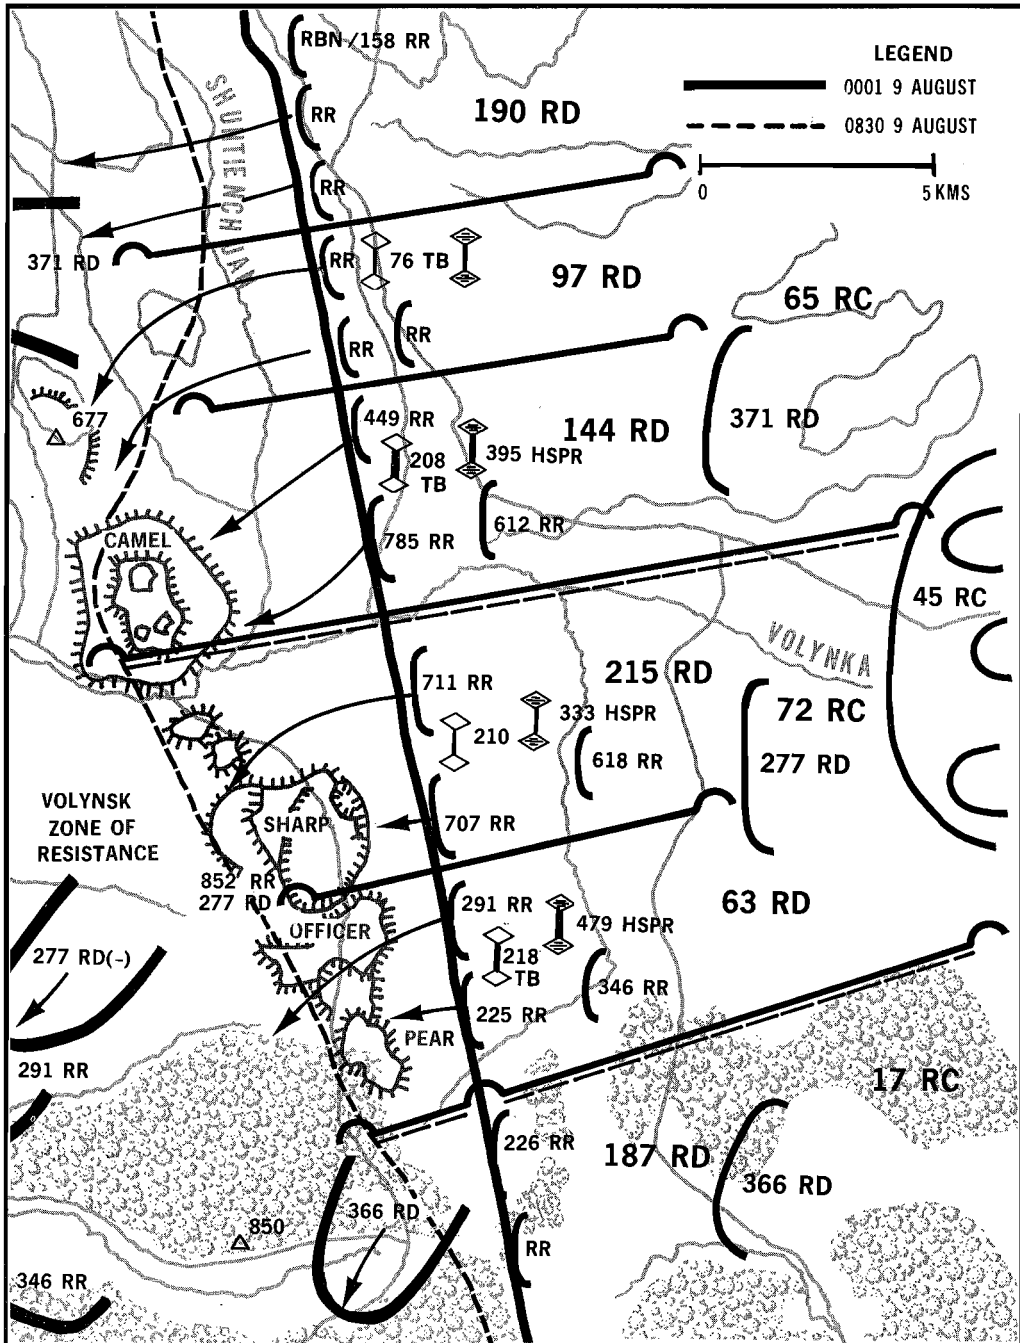 RBN/158 RR
LEGEND
0001 9 AUGUST
0830 9 AUGUST
0 5 KMS
SHUITIENCHJAN
RR
190 RD
RR
371 RD
RR
76 TB
97 RD
65 RC
RR
RR
677
449 RR
208
TB
395 HSPR
144 RD
371 RD
CAMEL
785 RR
612 RR
45 RC
VOLYNKA
711 RR
210
333 HSPR
215 RD
72 RC
277 RD
618 RR
VOLYNSK
ZONE OF
RESISTANCE
SHARP
707 RR
852 RR
277 RD
OFFICER
291 RR
218
TB
479 HSPR
63 RD
277 RD(-)
346 RR
225 RR
PEAR
291 RR
17 RC
226 RR
187 RD
366 RD
366 RD
850
RR
346 RR